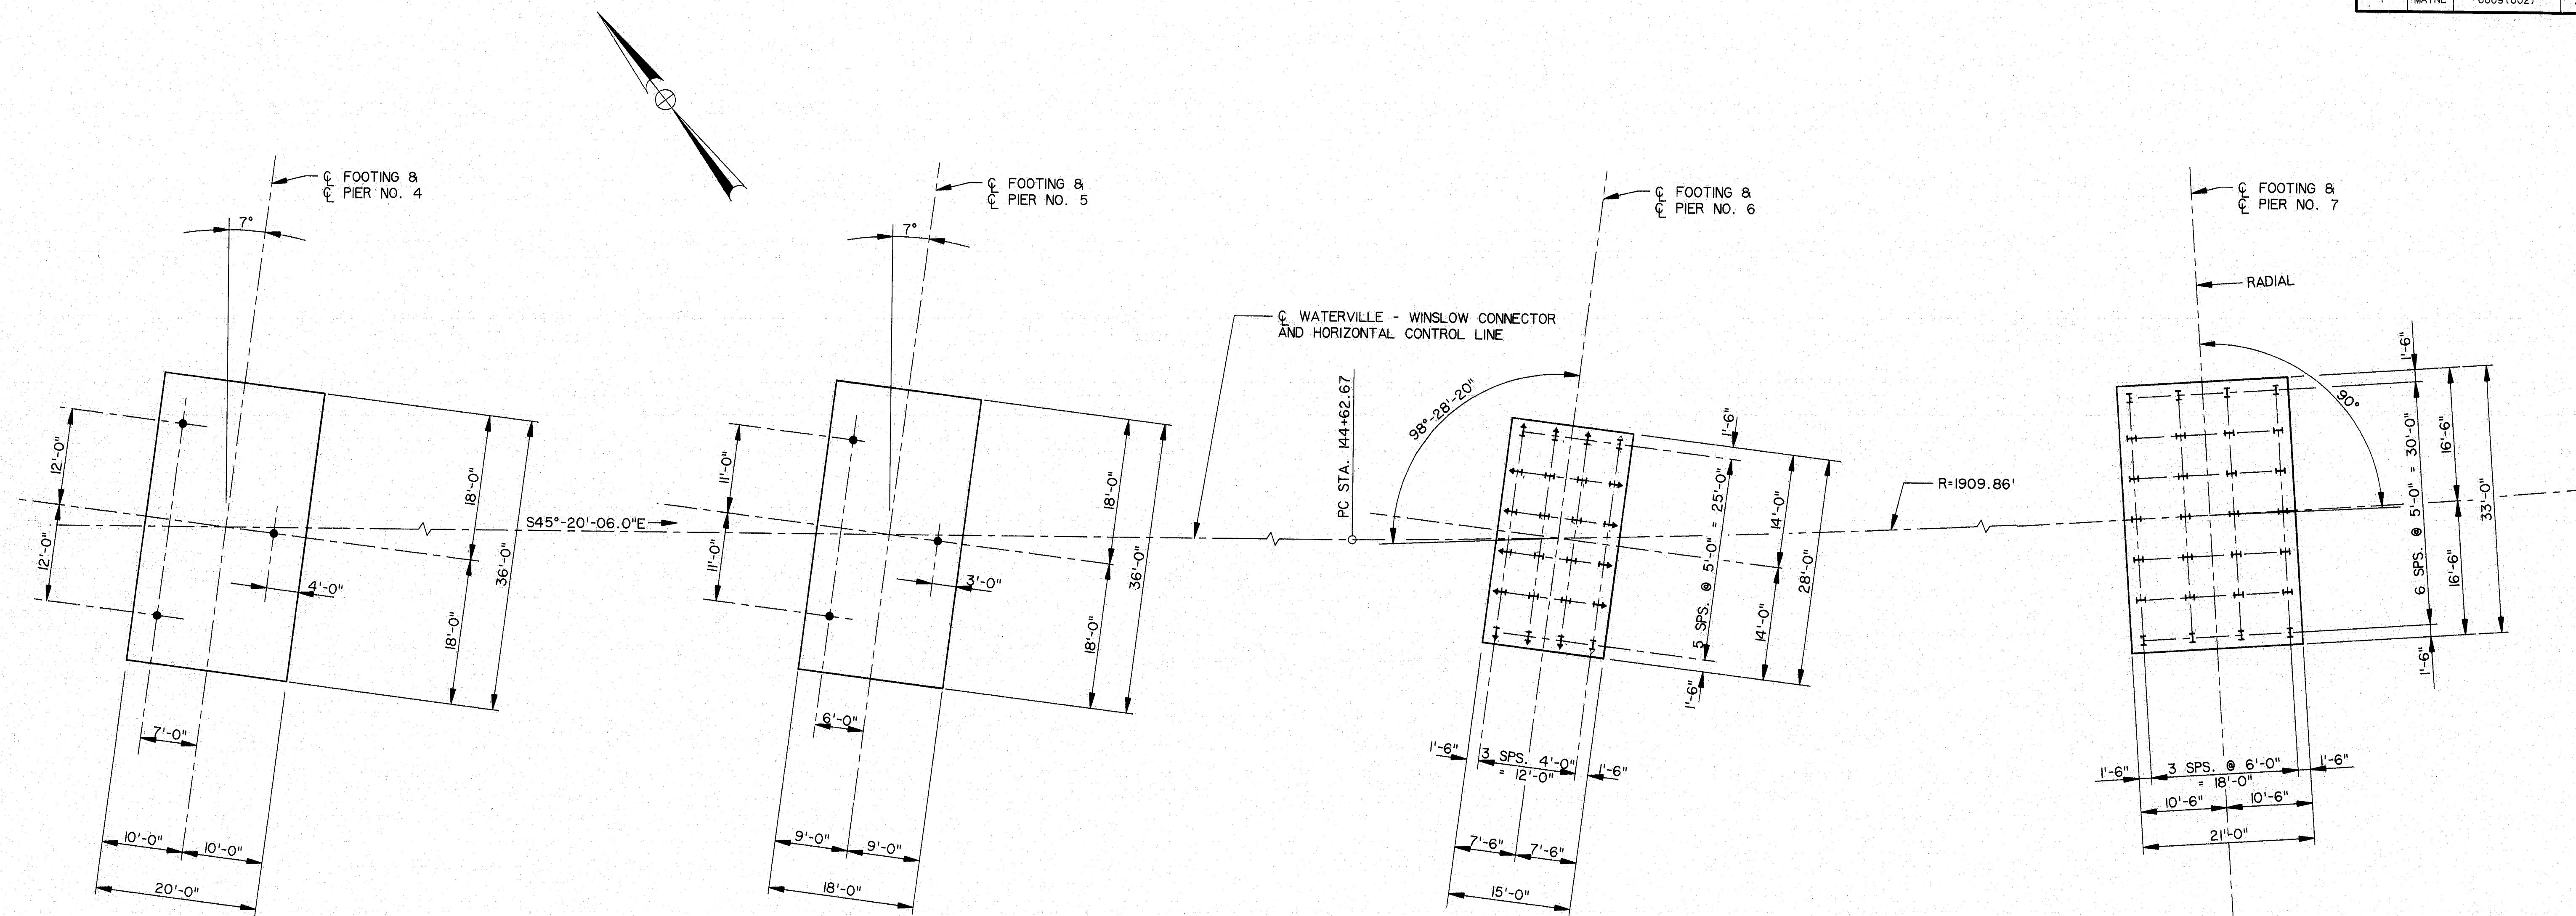 1 MAINE
℄ FOOTING &
℄ PIER NO. 4
℄ FOOTING &
℄ PIER NO. 5
℄ FOOTING &
℄ PIER NO. 6
℄ FOOTING &
℄ PIER NO. 7
7°
7°
RADIAL
℄ WATERVILLE - WINSLOW CONNECTOR
AND HORIZONTAL CONTROL LINE
PC STA. 144+62.67
98°-28'-20"
90°
R=1909.86'
S45°-20'-06.0"E
12'-0"
12'-0"
18'-0"
18'-0"
36'-0"
4'-0"
7'-0"
10'-0"
10'-0"
20'-0"
11'-0"
11'-0"
18'-0"
18'-0"
36'-0"
3'-0"
6'-0"
9'-0"
9'-0"
18'-0"
1'-6"
5 SPS. @ 5'-0" = 25'-0"
14'-0"
14'-0"
28'-0"
1'-6"
1'-6"
3 SPS. 4'-0"
= 12'-0"
1'-6"
7'-6"
7'-6"
15'-0"
1'-6"
6 SPS. @ 5'-0" = 30'-0"
16'-6"
16'-6"
33'-0"
1'-6"
1'-6"
3 SPS. @ 6'-0"
= 18'-0"
1'-6"
10'-6"
10'-6"
21'-0"